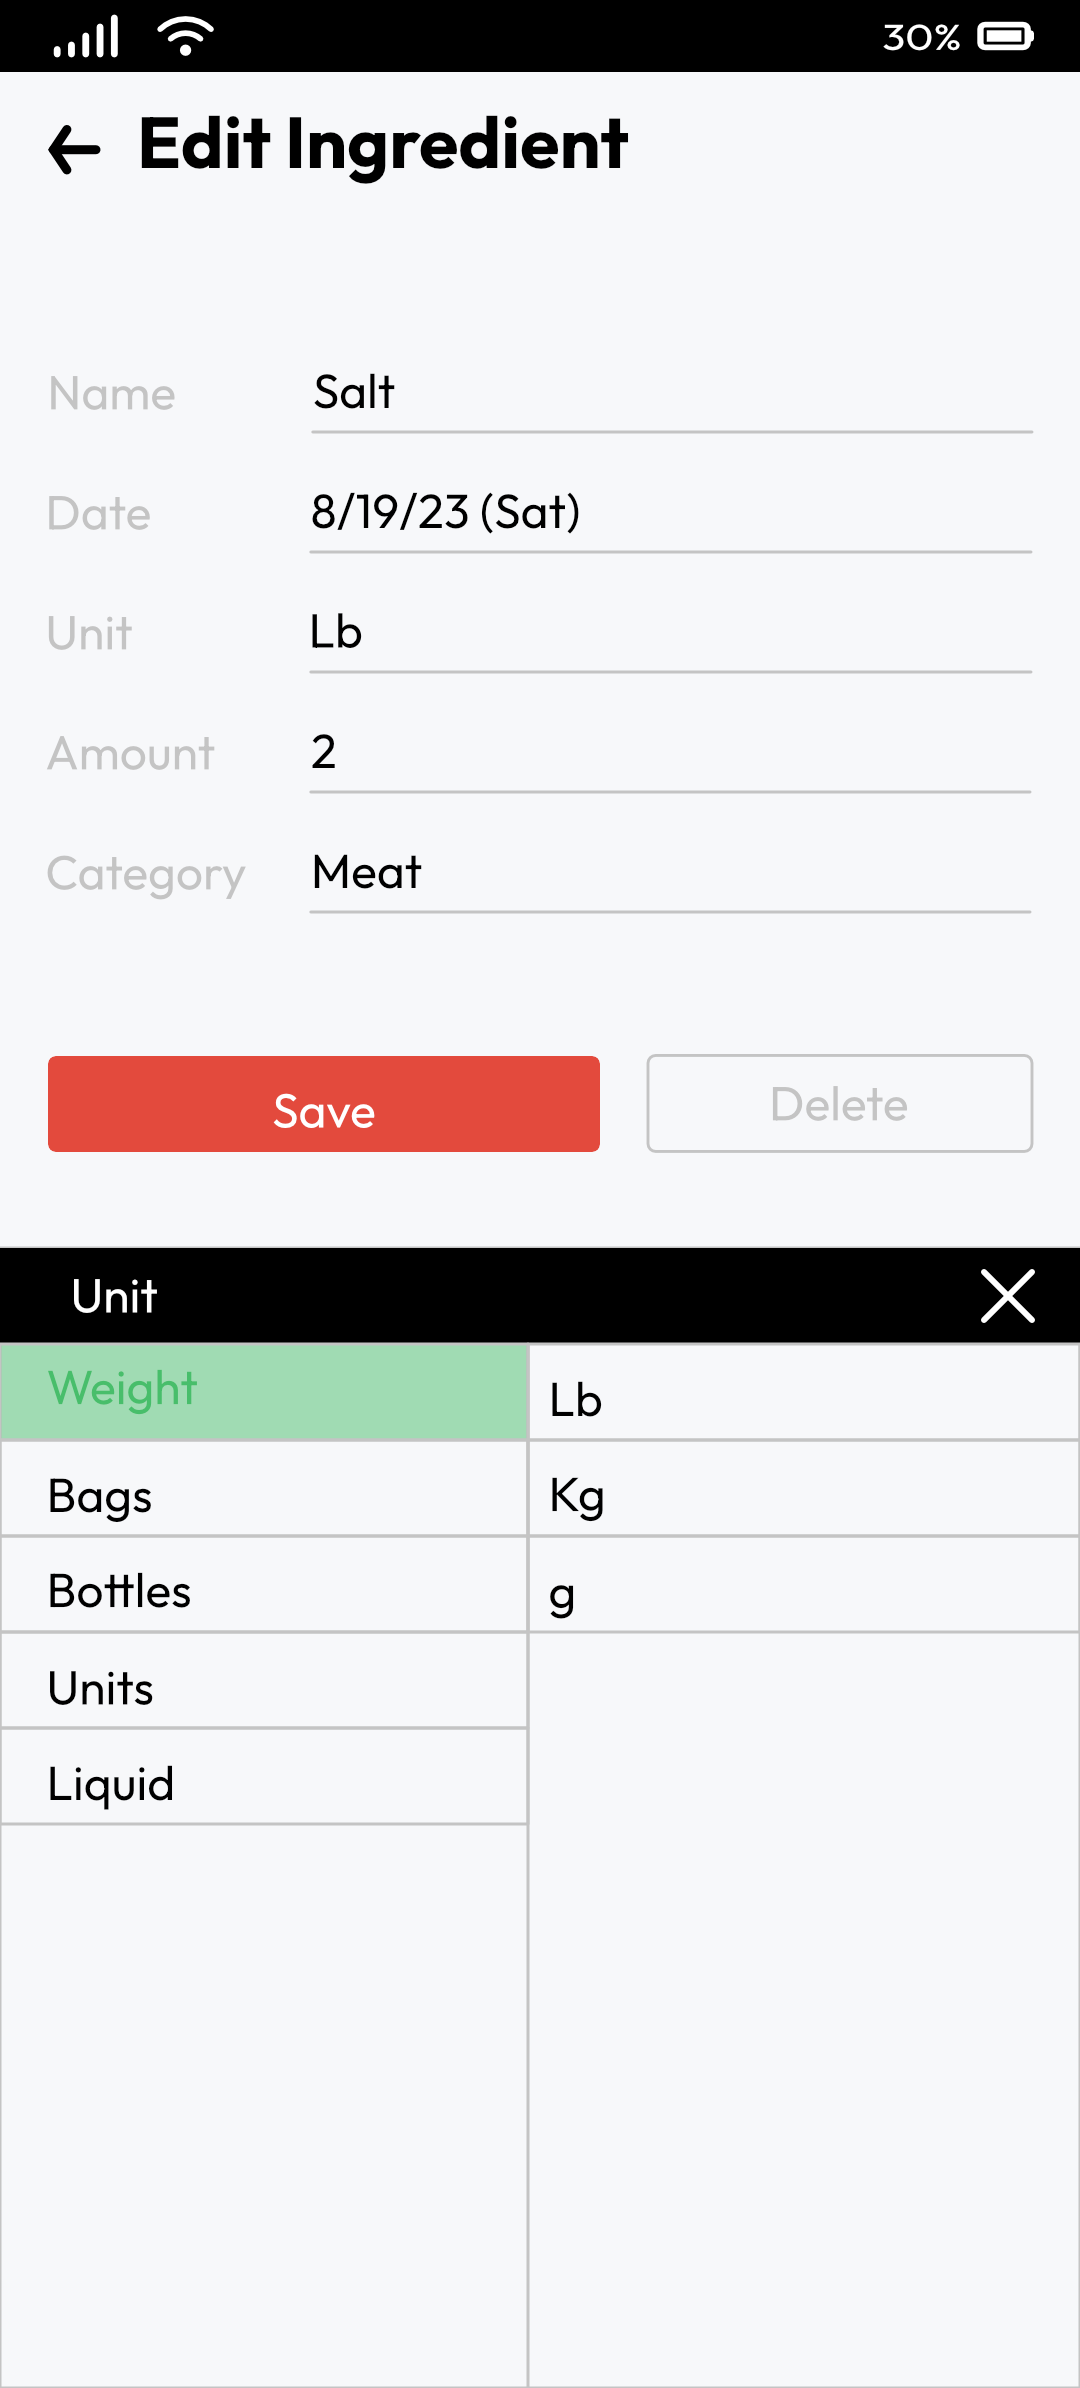 30%
Edit Ingredient
Name Salt
Date 8/19/23 (Sat)
Unit Lb
Amount 2
Category Meat
Save Delete
Unit
Weight Lb
Bags Kg
Bottles g
Units
Liquid